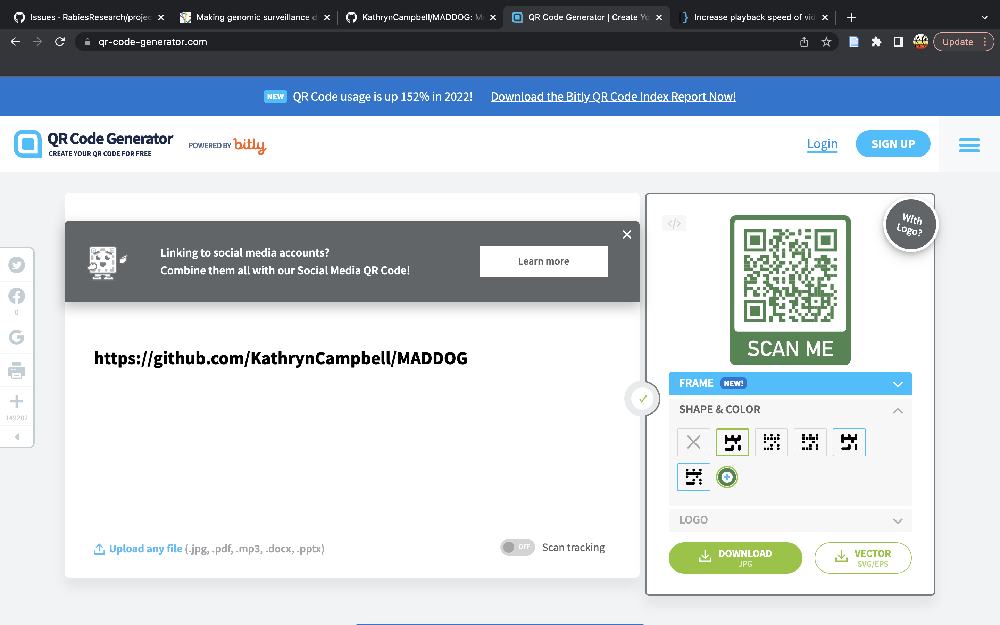 Issues · RabiesResearch/projec
Making genomic surveillance d
KathrynCampbell/MADDOG: Me
QR Code Generator | Create Yo
Increase playback speed of vid
qr-code-generator.com
Update
NEW QR Code usage is up 152% in 2022! Download the Bitly QR Code Index Report Now!
QR Code Generator
CREATE YOUR QR CODE FOR FREE
POWERED BY bitly
Login
SIGN UP
With
Logo?
</>
Linking to social media accounts?
Combine them all with our Social Media QR Code!
Learn more
0
149202
https://github.com/KathrynCampbell/MADDOG
SCAN ME
FRAME NEW!
SHAPE & COLOR
LOGO
Upload any file (.jpg, .pdf, .mp3, .docx, .pptx)
OFF Scan tracking
DOWNLOAD
JPG
VECTOR
SVG/EPS